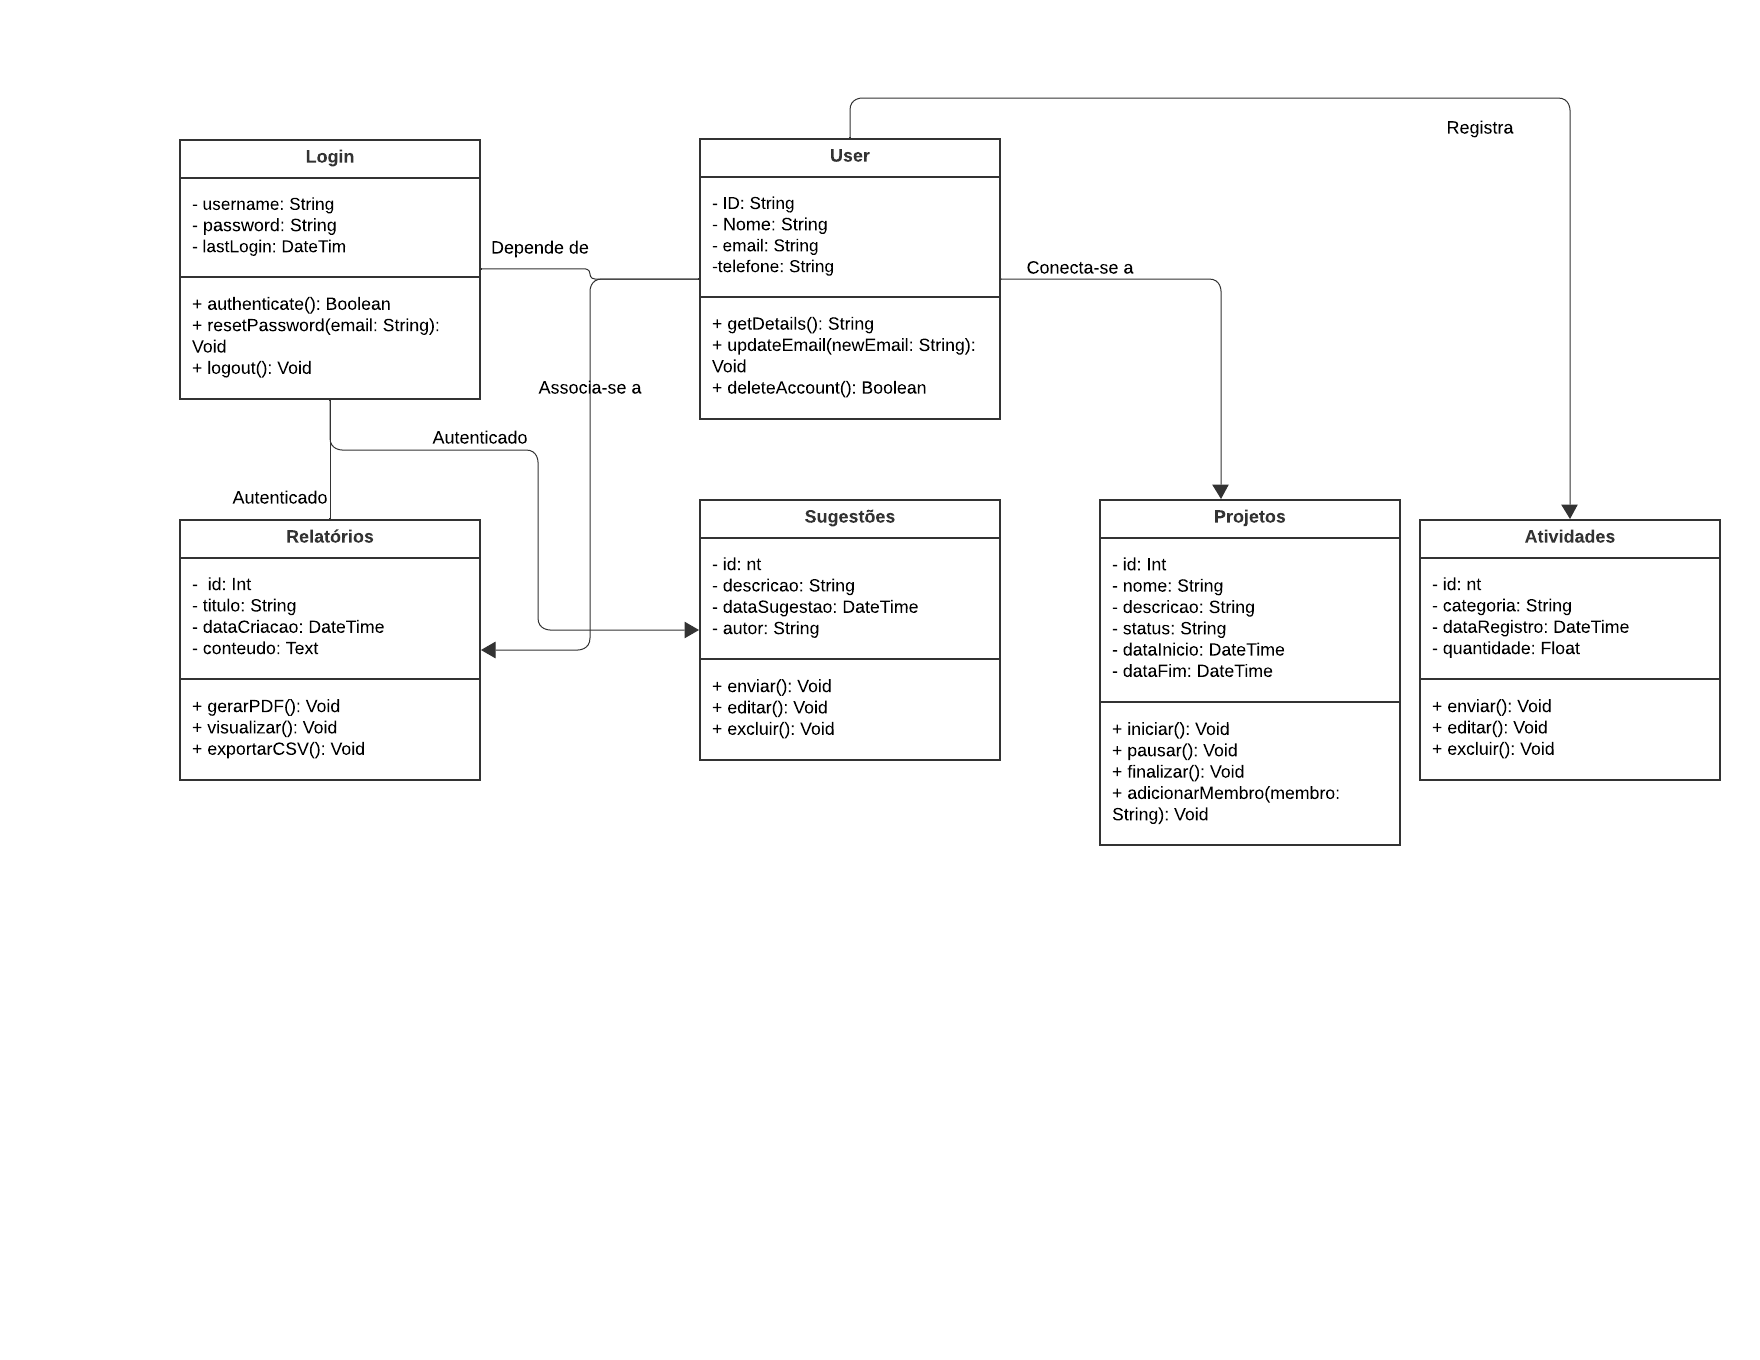 Registra
Login
- username: String
- password: String
- lastLogin: DateTim
+ authenticate(): Boolean
+ resetPassword(email: String):
Void
+ logout(): Void
Depende de
User
- ID: String
- Nome: String
- email: String
-telefone: String
+ getDetails(): String
+ updateEmail(newEmail: String):
Void
+ deleteAccount(): Boolean
Conecta-se a
Associa-se a
Autenticado
Autenticado
Relatórios
-  id: Int
- titulo: String
- dataCriacao: DateTime
- conteudo: Text
+ gerarPDF(): Void
+ visualizar(): Void
+ exportarCSV(): Void
Sugestões
- id: nt
- descricao: String
- dataSugestao: DateTime
- autor: String
+ enviar(): Void
+ editar(): Void
+ excluir(): Void
Projetos
- id: Int
- nome: String
- descricao: String
- status: String
- dataInicio: DateTime
- dataFim: DateTime
+ iniciar(): Void
+ pausar(): Void
+ finalizar(): Void
+ adicionarMembro(membro:
String): Void
Atividades
- id: nt
- categoria: String
- dataRegistro: DateTime
- quantidade: Float
+ enviar(): Void
+ editar(): Void
+ excluir(): Void